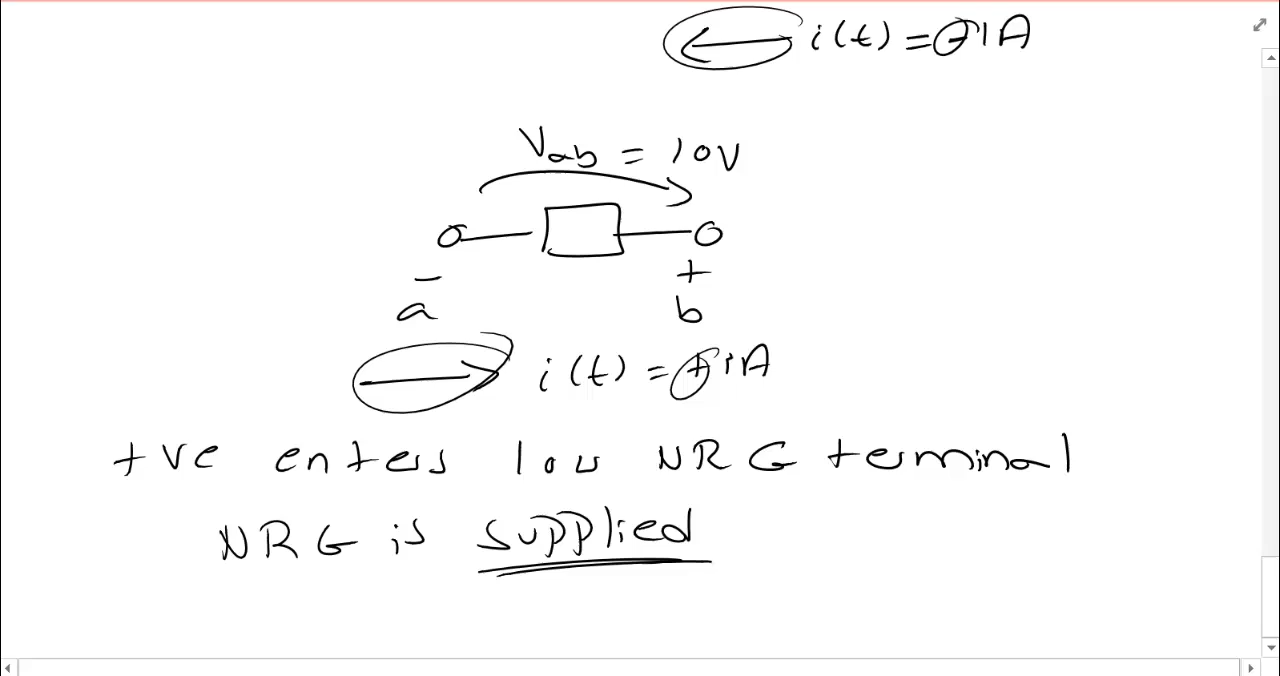 i(t) = -1A
Vab = 10V
- +
a b
i(t) = +1A
+ve enters low NRG terminal
NRG is supplied